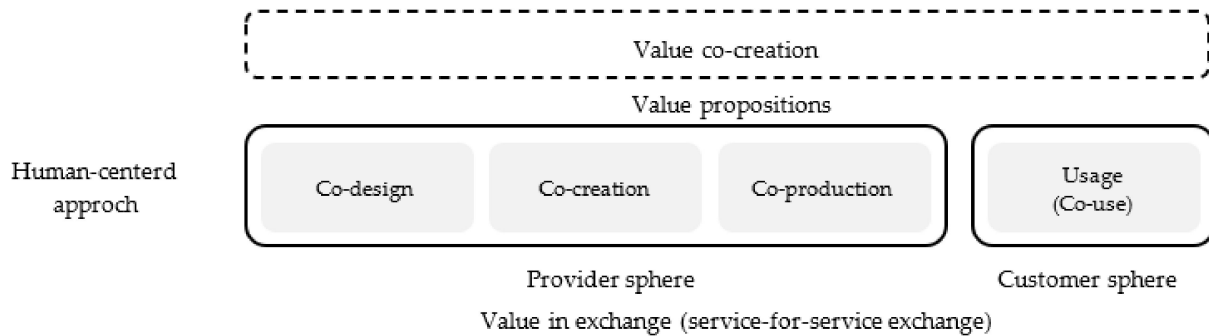 Value co-creation
Value propositions
Human-centerd
approch
Co-design
Co-creation
Co-production
Usage
(Co-use)
Provider sphere
Customer sphere
Value in exchange (service-for-service exchange)